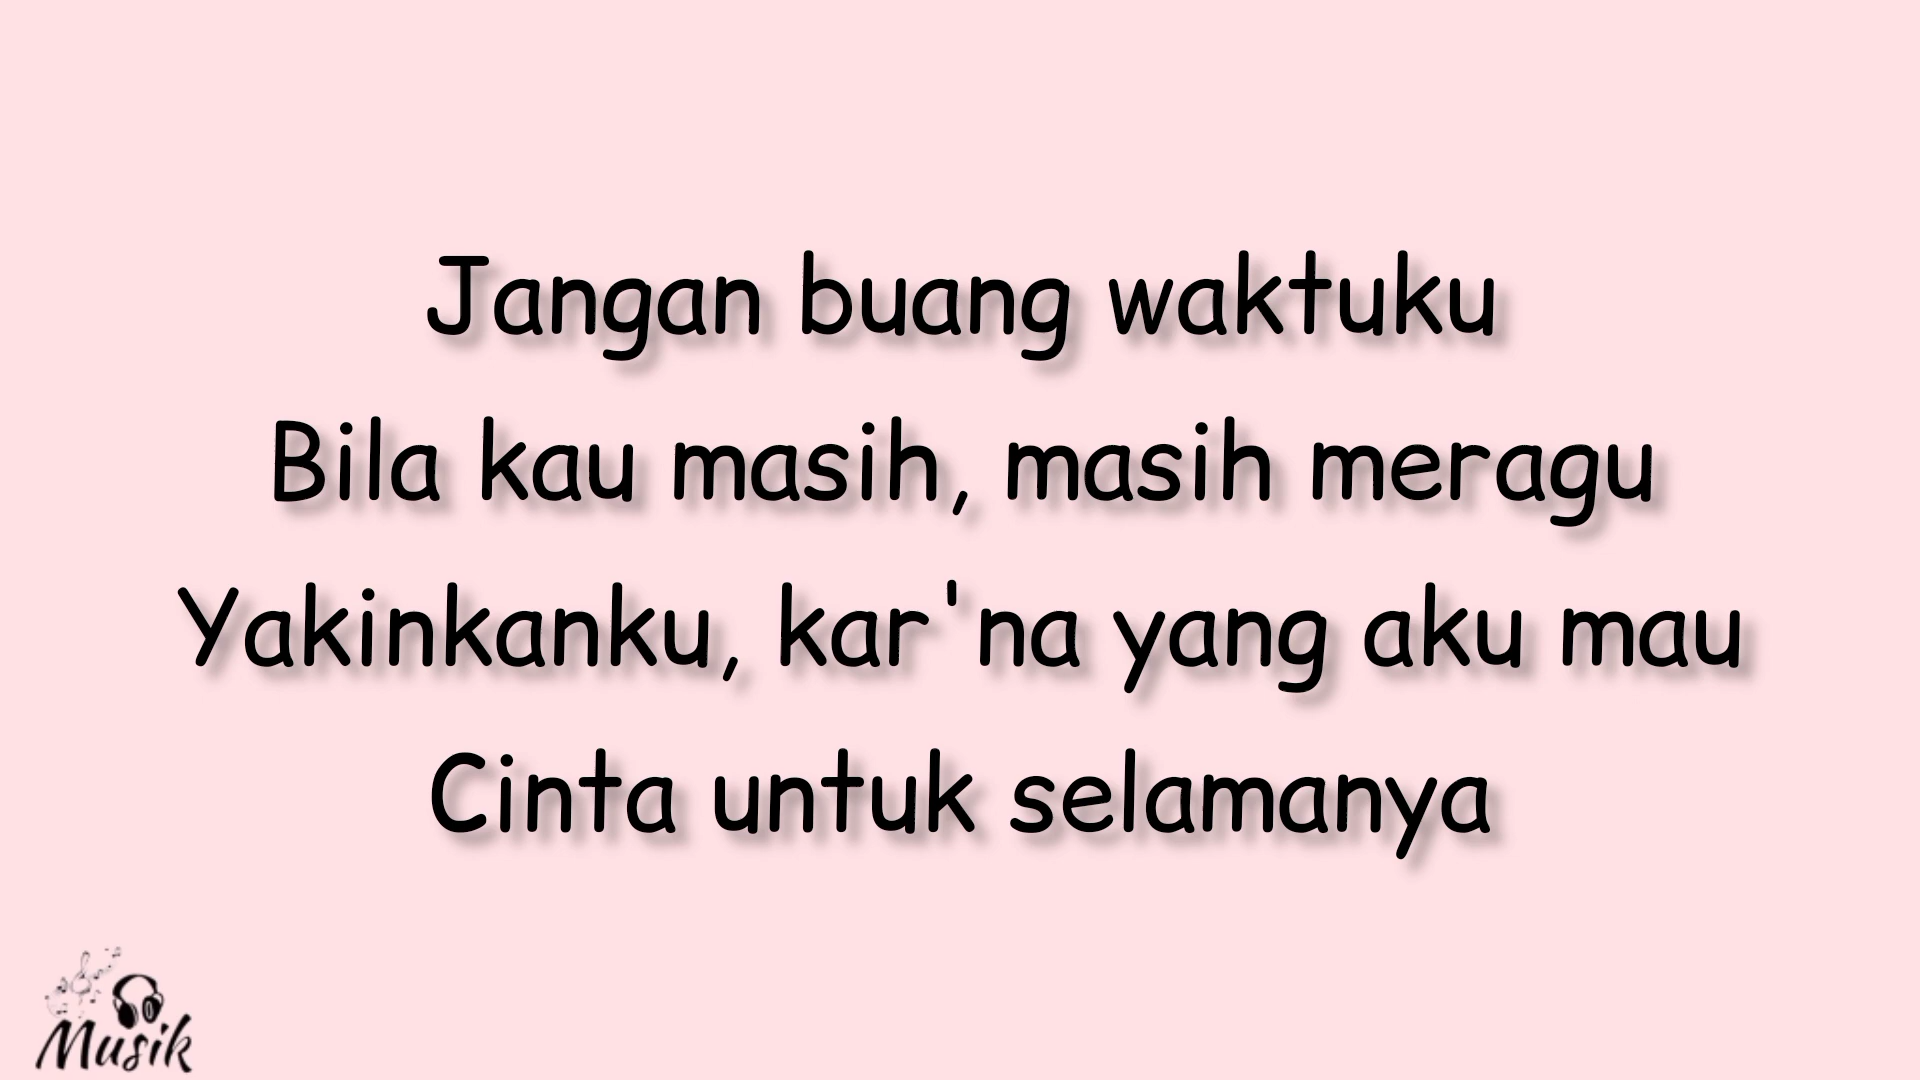 Jangan buang waktuku
Bila kau masih, masih meragu
Yakinkanku, kar'na yang aku mau
Cinta untuk selamanya
Musik